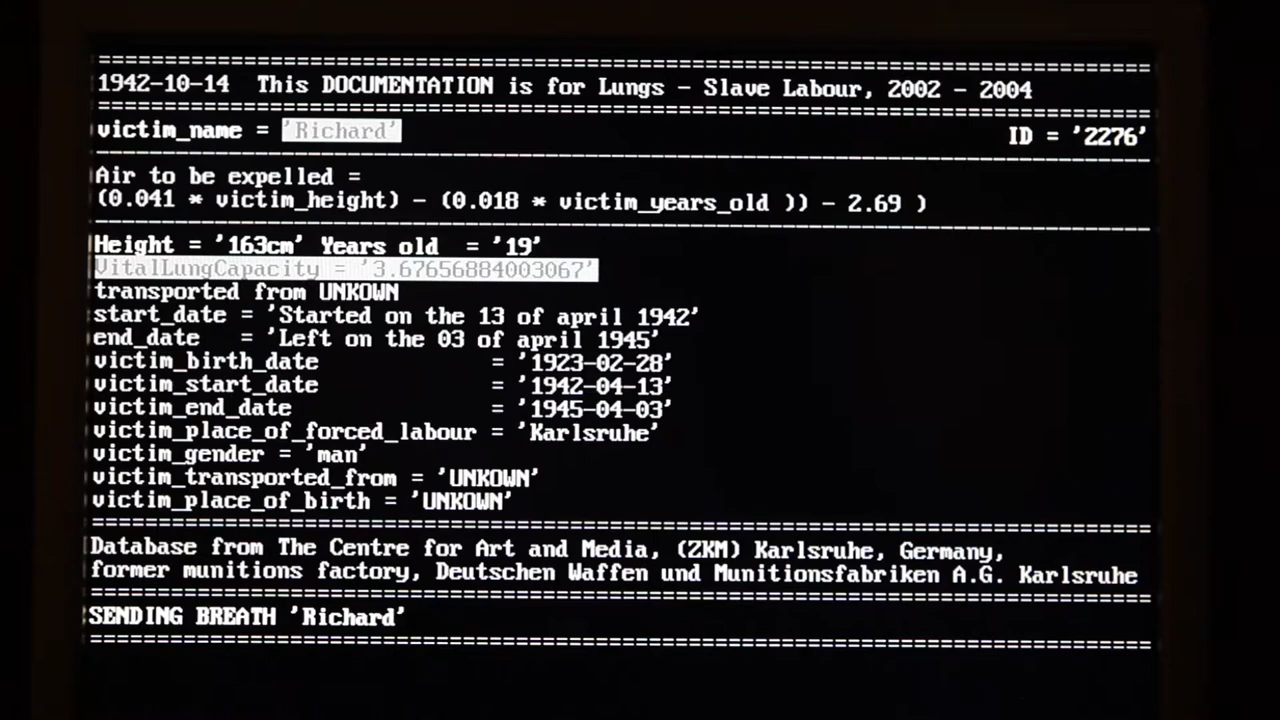 ================================================================================
1942-10-14  This DOCUMENTATION is for Lungs - Slave Labour, 2002 - 2004
================================================================================
victim_name = 'Richard' ID = '2276'
--------------------------------------------------------------------------------
Air to be expelled =
(0.041 * victim_height) - (0.018 * victim_years_old )) - 2.69 )
--------------------------------------------------------------------------------
Height = '163cm' Years old  = '19'
VitalLungCapacity = '3.67656884003067'
transported from UNKOWN
start_date = 'Started on the 13 of april 1942'
end_date   = 'Left on the 03 of april 1945'
victim_birth_date = '1923-02-28'
victim_start_date = '1942-04-13'
victim_end_date = '1945-04-03'
victim_place_of_forced_labour = 'Karlsruhe'
victim_gender = 'man'
victim_transported_from = 'UNKOWN'
victim_place_of_birth = 'UNKOWN'
================================================================================
Database from The Centre for Art and Media, (ZKM) Karlsruhe, Germany,
former munitions factory, Deutschen Waffen und Munitionsfabriken A.G. Karlsruhe
================================================================================
SENDING BREATH 'Richard'
================================================================================